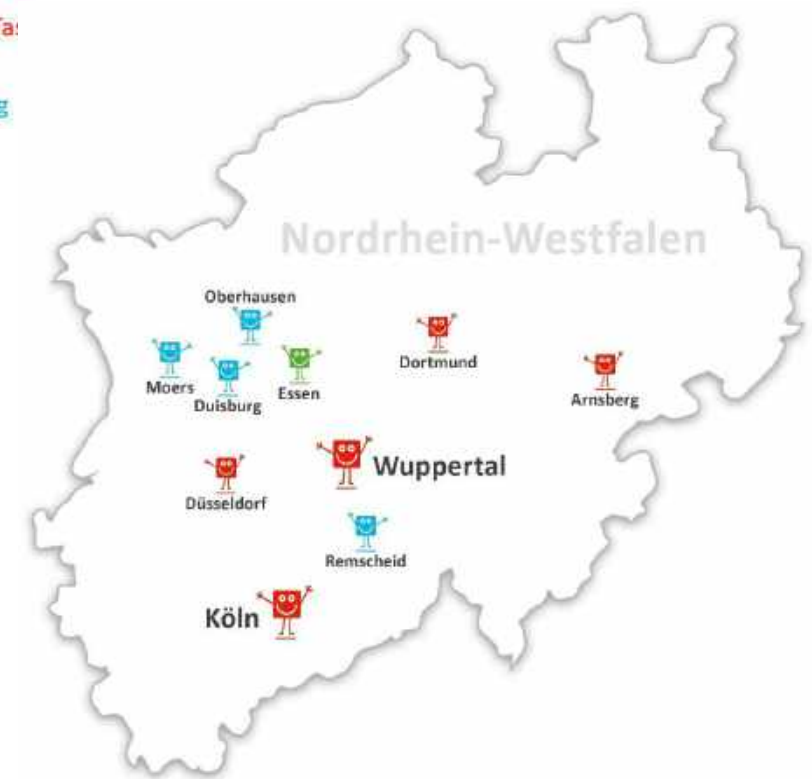 Nordrhein-Westfalen
Oberhausen
Dortmund
Moers
Duisburg
Essen
Arnsberg
Wuppertal
Düsseldorf
Remscheid
Köln